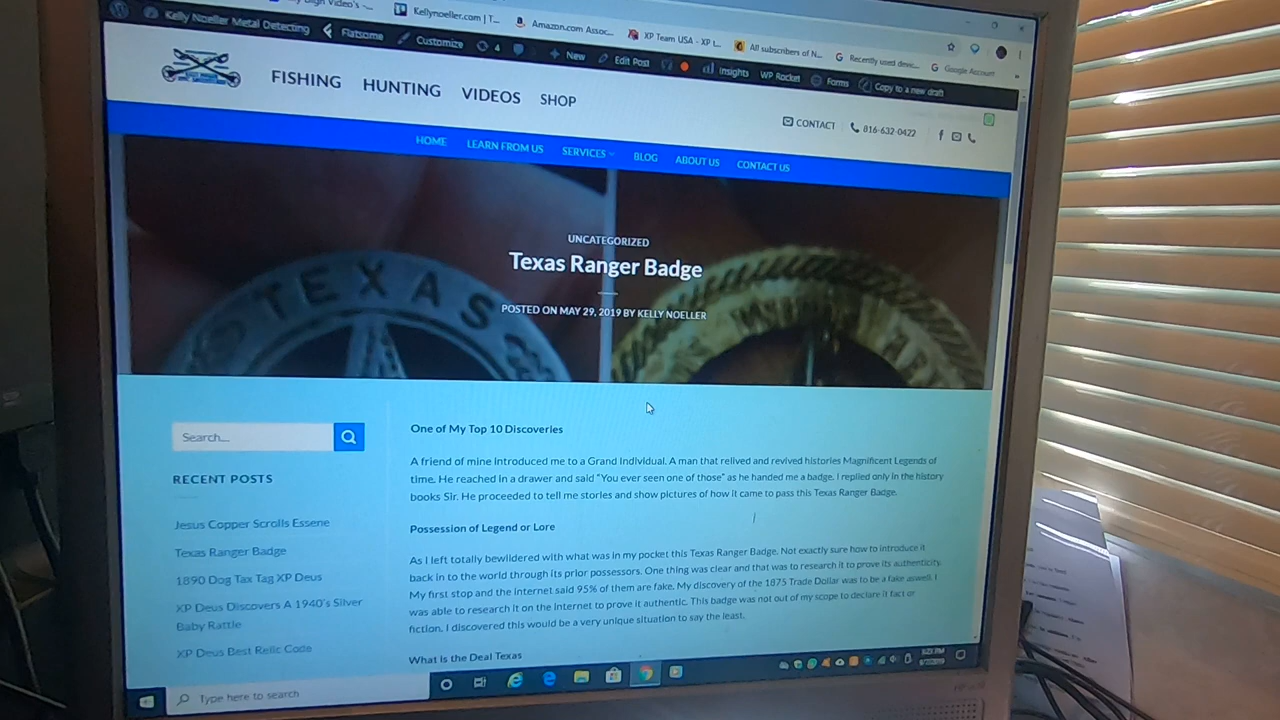 Kellynoeller.com | T...
Amazon.com Assoc...
XP Team USA - XP L...
All subscribers of N...
Recently used devic...
Google Account
Kelly Noeller Metal Detecting
Flatsome
Customize
4
New
Edit Post
Insights
WP Rocket
Forms
Copy to a new draft
FISHING HUNTING VIDEOS SHOP
CONTACT 816-632-0422
HOME LEARN FROM US SERVICES BLOG ABOUT US CONTACT US
TEXAS
UNCATEGORIZED
Texas Ranger Badge
POSTED ON MAY 29, 2019 BY KELLY NOELLER
Search...
RECENT POSTS
Jesus Copper Scrolls Essene
Texas Ranger Badge
1890 Dog Tax Tag XP Deus
XP Deus Discovers A 1940's Silver
Baby Rattle
XP Deus Best Relic Code
One of My Top 10 Discoveries
A friend of mine introduced me to a Grand Individual. A man that relived and revived histories Magnificent Legends of
time. He reached in a drawer and said "You ever seen one of those" as he handed me a badge. I replied only in the history
books Sir. He proceeded to tell me stories and show pictures of how it came to pass this Texas Ranger Badge.
Possession of Legend or Lore
As I left totally bewildered with what was in my pocket this Texas Ranger Badge. Not exactly sure how to introduce it
back in to the world through its prior possessors. One thing was clear and that was to research it to prove its authenticity.
My first stop and the internet said 95% of them are fake. My discovery of the 1875 Trade Dollar was to be a fake aswell. I
was able to research it on the internet to prove it authentic. This badge was not out of my scope to declare it fact or
fiction. I discovered this would be a very unique situation to say the least.
What Is the Deal Texas
Type here to search